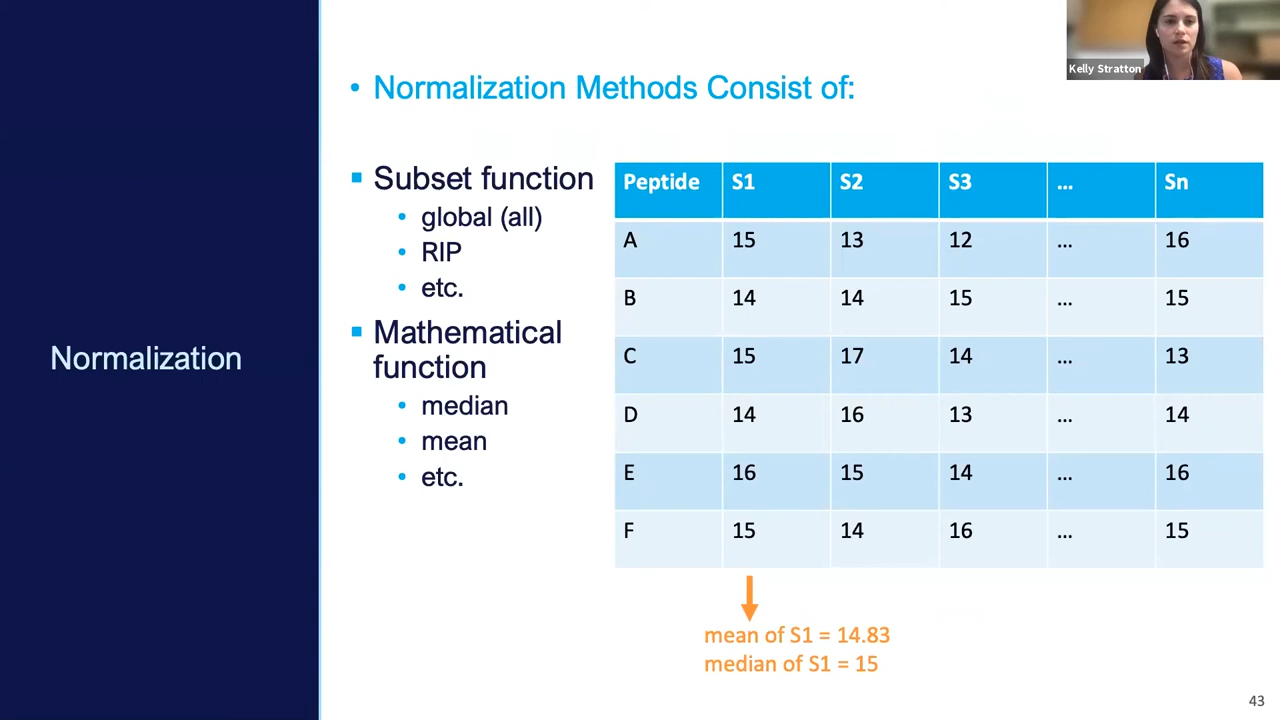 Kelly Stratton
• Normalization Methods Consist of:
Normalization
▪ Subset function
• global (all)
• RIP
• etc.
▪ Mathematical
function
• median
• mean
• etc.
Peptide S1 S2 S3 ... Sn
A 15 13 12 ... 16
B 14 14 15 ... 15
C 15 17 14 ... 13
D 14 16 13 ... 14
E 16 15 14 ... 16
F 15 14 16 ... 15
mean of S1 = 14.83
median of S1 = 15
43